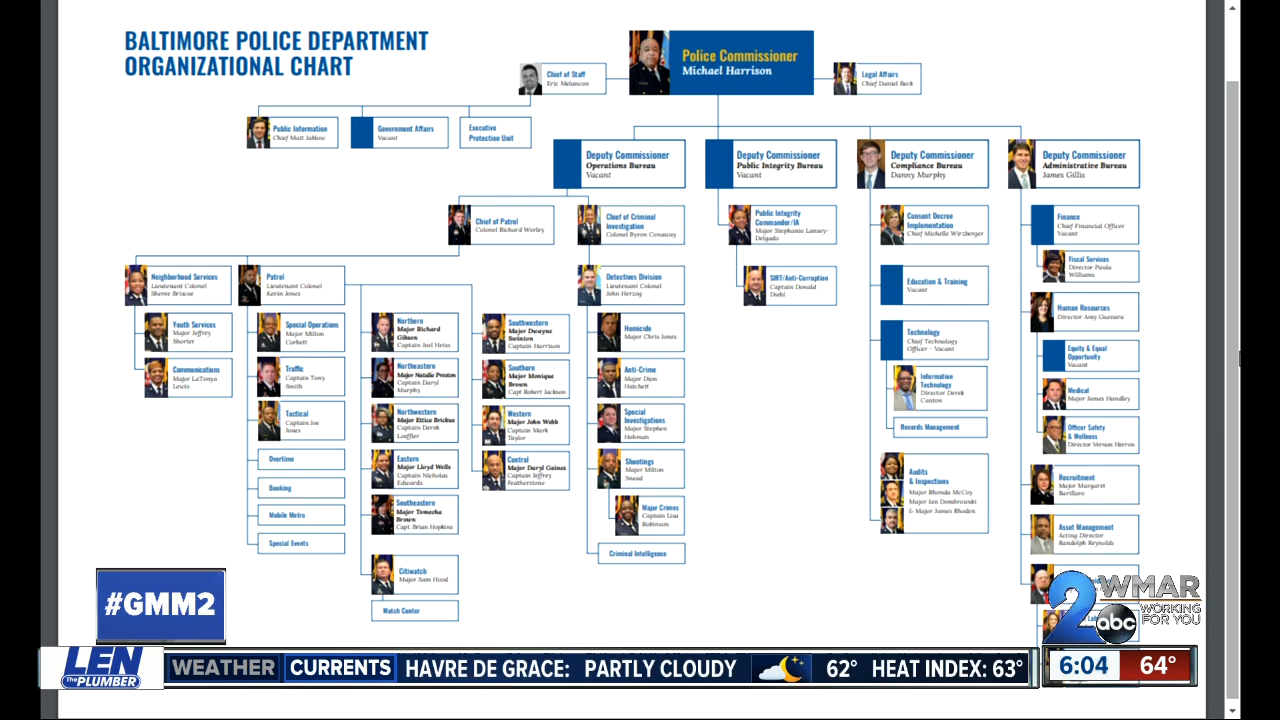 BALTIMORE POLICE DEPARTMENT
ORGANIZATIONAL CHART
Police Commissioner
Michael Harrison
Chief of Staff
Eric Melancon
Legal Affairs
Chief Daniel Beck
Public Information
Chief Matt Jablow
Government Affairs
Vacant
Executive
Protection Unit
Deputy Commissioner
Operations Bureau
Vacant
Deputy Commissioner
Public Integrity Bureau
Vacant
Deputy Commissioner
Compliance Bureau
Danny Murphy
Deputy Commissioner
Administrative Bureau
James Gillis
Chief of Patrol
Colonel Richard Worley
Chief of Criminal
Investigation
Colonel Byron Conaway
Public Integrity
Commander/IA
Major Stephanie Lansey-
Delgado
SIRT/Anti-Corruption
Captain Donald
Diehl
Consent Decree
Implementation
Chief Michelle Wirzberger
Education & Training
Vacant
Technology
Chief Technology
Officer - Vacant
Information
Technology
Director Derek
Canton
Records Management
Audits
& Inspections
Major Rhonda McCoy
Major Ian Dombrowski
& Major James Rhoden
Finance
Chief Financial Officer
Vacant
Fiscal Services
Director Paula
Williams
Human Resources
Director Amy Guevara
Equity & Equal
Opportunity
Vacant
Medical
Major James Handley
Officer Safety
& Wellness
Director Vernon Herron
Recruitment
Major Margaret
Barillaro
Asset Management
Acting Director
Randolph Reynolds
Neighborhood Services
Lieutenant Colonel
Sheree Briscoe
Youth Services
Major Jeffrey
Shorter
Communications
Major LaTonya
Lewis
Patrol
Lieutenant Colonel
Kevin Jones
Special Operations
Major Milton
Corbett
Traffic
Captain Tony
Smith
Tactical
Captain Joe
Jones
Overtime
Booking
Mobile Metro
Special Events
Northern
Major Richard
Gibson
Captain Joel Heiss
Northeastern
Major Natalie Preston
Captain Daryl
Murphy
Northwestern
Major Ettice Brickus
Captain Derek
Loeffler
Eastern
Major Lloyd Wells
Captain Nicholas
Edwards
Southeastern
Major Tomecha
Brown
Capt. Brian Hopkins
Citiwatch
Major Sam Hood
Watch Center
Southwestern
Major Dwayne
Swinton
Captain Harrison
Southern
Major Monique
Brown
Capt Robert Jackson
Western
Major John Webb
Captain Mark
Taylor
Central
Major Daryl Gaines
Captain Jeffrey
Featherstone
Detectives Division
Lieutenant Colonel
John Herzog
Homicide
Major Chris Jones
Anti-Crime
Major Dion
Hatchett
Special
Investigations
Major Stephen
Hohman
Shootings
Major Milton
Snead
Major Crimes
Captain Lisa
Robinson
Criminal Intelligence
#GMM2
2 WMAR
abc WORKING
FOR YOU
LEN
The PLUMBER
WEATHER CURRENTS HAVRE DE GRACE: PARTLY CLOUDY 62° HEAT INDEX: 63°
6:04 64°